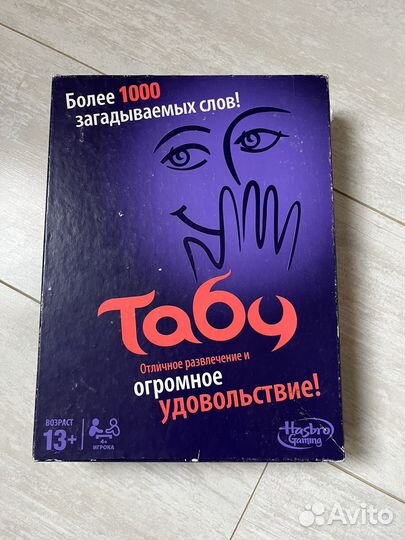 Более 1000
загадываемых слов!
Табу
Отличное развлечение и
огромное
удовольствие!
ВОЗРАСТ
13+
4+
ИГРОКА
Hasbro
Gaming
Avito